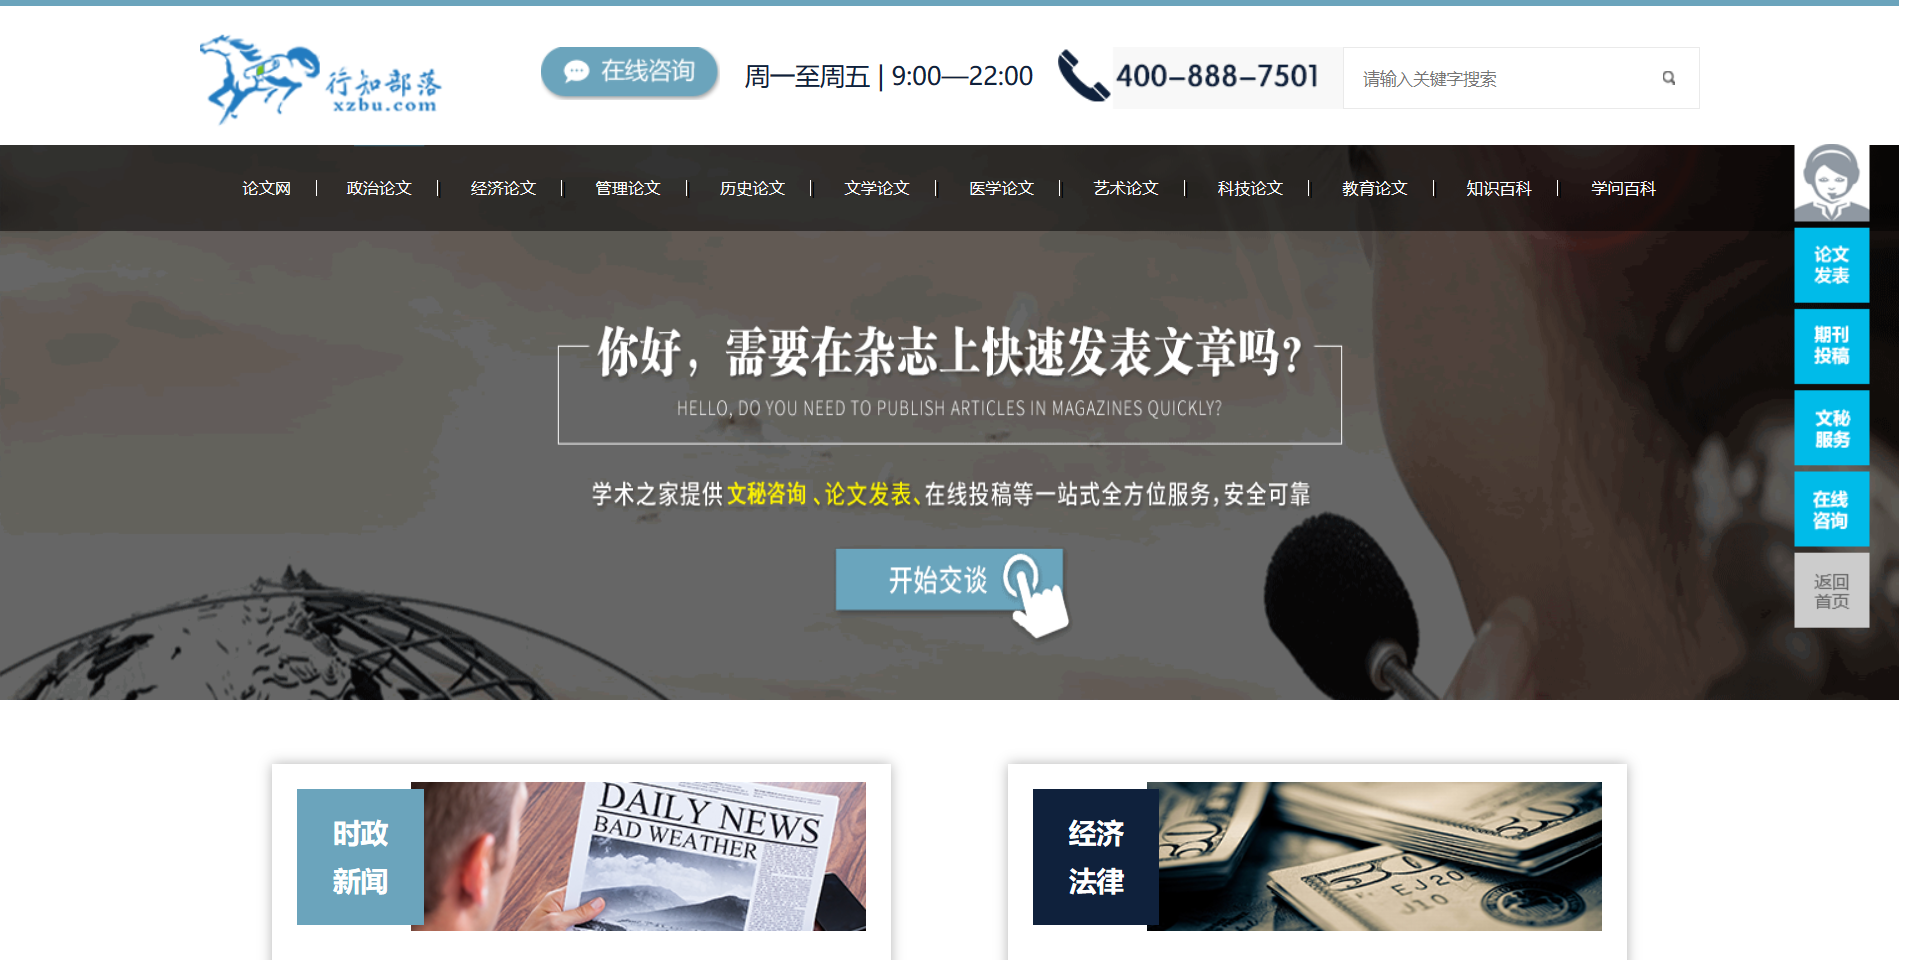 行知部落
xzbu.com
在线咨询
周一至周五 | 9:00—22:00
400-888-7501
请输入关键字搜索
论文网
政治论文
经济论文
管理论文
历史论文
文学论文
医学论文
艺术论文
科技论文
教育论文
知识百科
学问百科
你好，需要在杂志上快速发表文章吗？
HELLO, DO YOU NEED TO PUBLISH ARTICLES IN MAGAZINES QUICKLY?
学术之家提供文秘咨询、论文发表、在线投稿等一站式全方位服务,安全可靠
开始交谈
论文
发表
期刊
投稿
文秘
服务
在线
咨询
返回
首页
时政
新闻
DAILY NEWS
BAD WEATHER
经济
法律
50
EJ20
J10